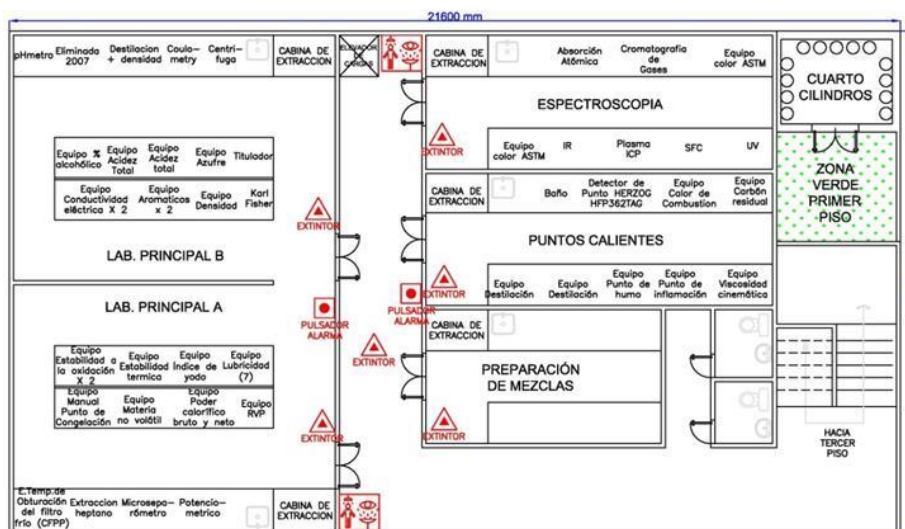 21600 mm
pHmetro
Eliminada
2007
Destilacion
+ densidad
Coulo-
metry
Centri-
fuga
CABINA DE
EXTRACCION
ELEVADOR
DE
CARGAS
CABINA DE
EXTRACCION
Absorción
Atômica
Cromatografia
de
Gases
Equipo
color ASTM
CUARTO
CILINDROS
ESPECTROSCOPIA
EXTINTOR
Equipo
color ASTM
IR
Plasma
ICP
SFC
UV
Equipo %
alcohólico
Equipo
Acidez
Total
Equipo
Acidez
total
Equipo
Azufre
Titulador
Equipo
Conductividad
eléctrica X 2
Equipo
Aromaticos
x 2
Equipo
Densidad
Karl
Fisher
EXTINTOR
LAB. PRINCIPAL B
CABINA DE
EXTRACCION
Baño
Detector de
Punto HERZOG
HFP362TAG
Equipo
Calor de
Combustion
Equipo
Carbón
residual
ZONA
VERDE
PRIMER
PISO
PUNTOS CALIENTES
EXTINTOR
Equipo
Destilación
Equipo
Destilación
Equipo
Punto de
humo
Equipo
Punto de
inflamación
Equipo
Viscosidad
cinemática
LAB. PRINCIPAL A
PULSADOR
ALARMA
PULSADOR
ALARMA
EXTINTOR
CABINA DE
EXTRACCION
PREPARACIÓN
DE MEZCLAS
EXTINTOR
Equipo
Estabilidad a
la oxidación
X 2
Equipo
Estabilidad
termica
Equipo
Índice de
yodo
Equipo
Lubricidad
(7)
Equipo
Manual
Punto de
Congelación
Equipo
Materia
no volátil
Equipo
Poder
calorífico
bruto y neto
Equipo
RVP
EXTINTOR
HACIA
TERCER
PISO
E.Temp.de
Obturación
del filtro
frío (CFPP)
Extraccion
heptano
Microsepa-
rómetro
Potencio-
metrico
CABINA DE
EXTRACCION